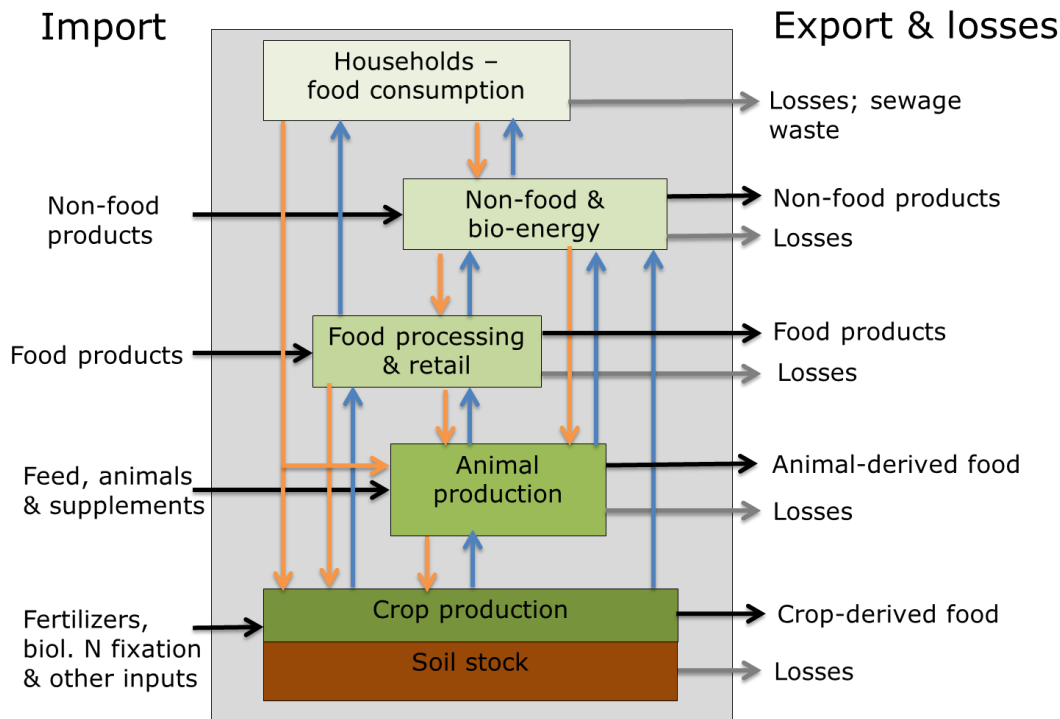 Import
Export & losses
Households –
food consumption
Losses; sewage
waste
Non-food
products
Non-food &
bio-energy
Non-food products
Losses
Food products
Food processing
& retail
Food products
Losses
Feed, animals
& supplements
Animal
production
Animal-derived food
Losses
Fertilizers,
biol. N fixation
& other inputs
Crop production
Crop-derived food
Soil stock
Losses